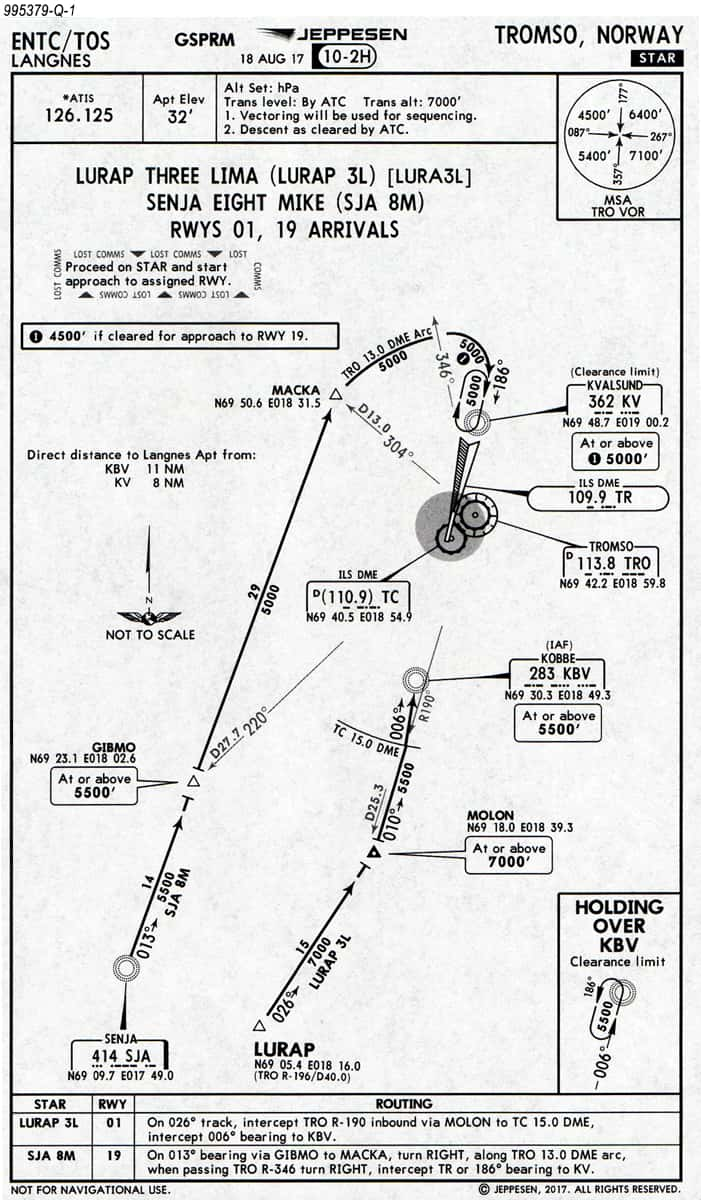 995379-Q-1
ENTC/TOS
LANGNES
GSPRM
JEPPESEN
18 AUG 17
10-2H
TROMSO, NORWAY
STAR
*ATIS
126.125
Apt Elev
32'
Alt Set: hPa
Trans level: By ATC Trans alt: 7000'
1. Vectoring will be used for sequencing.
2. Descent as cleared by ATC.
177°
4500'
6400'
087°
267°
5400'
7100'
357°
MSA
TRO VOR
LURAP THREE LIMA (LURAP 3L) [LURA3L]
SENJA EIGHT MIKE (SJA 8M)
RWYS 01, 19 ARRIVALS
LOST COMMS LOST COMMS LOST
COMMS
LOST COMMS LOST COMMS
LOST COMMS
Proceed on STAR and start
approach to assigned RWY.
1 4500' if cleared for approach to RWY 19.
TRO 13.0 DME Arc
5000
5000
1
346°
186°
5000
MACKA
N69 50.6 E018 31.5
D13.0
304°
(Clearance limit)
KVALSUND
362 KV
N69 48.7 E019 00.2
At or above
1 5000'
ILS DME
109.9 TR
TROMSO
D 113.8 TRO
N69 42.2 E018 59.8
Direct distance to Langnes Apt from:
KBV 11 NM
KV 8 NM
N
NOT TO SCALE
29
5000
ILS DME
D (110.9) TC
N69 40.5 E018 54.9
(IAF)
KOBBE
283 KBV
N69 30.3 E018 49.3
At or above
5500'
R190°
006°
TC 15.0 DME
D27.7
220°
GIBMO
N69 23.1 E018 02.6
At or above
5500'
D25.3
010°
5500
MOLON
N69 18.0 E018 39.3
At or above
7000'
14
5500
SJA 8M
013°
15
7000
LURAP 3L
026°
SENJA
414 SJA
N69 09.7 E017 49.0
LURAP
N69 05.4 E018 16.0
(TRO R-196/D40.0)
HOLDING
OVER
KBV
Clearance limit
186°
5500
006°
STAR RWY ROUTING
LURAP 3L 01 On 026° track, intercept TRO R-190 inbound via MOLON to TC 15.0 DME,
intercept 006° bearing to KBV.
SJA 8M 19 On 013° bearing via GIBMO to MACKA, turn RIGHT, along TRO 13.0 DME arc,
when passing TRO R-346 turn RIGHT, intercept TR or 186° bearing to KV.
NOT FOR NAVIGATIONAL USE.
© JEPPESEN, 2017. ALL RIGHTS RESERVED.